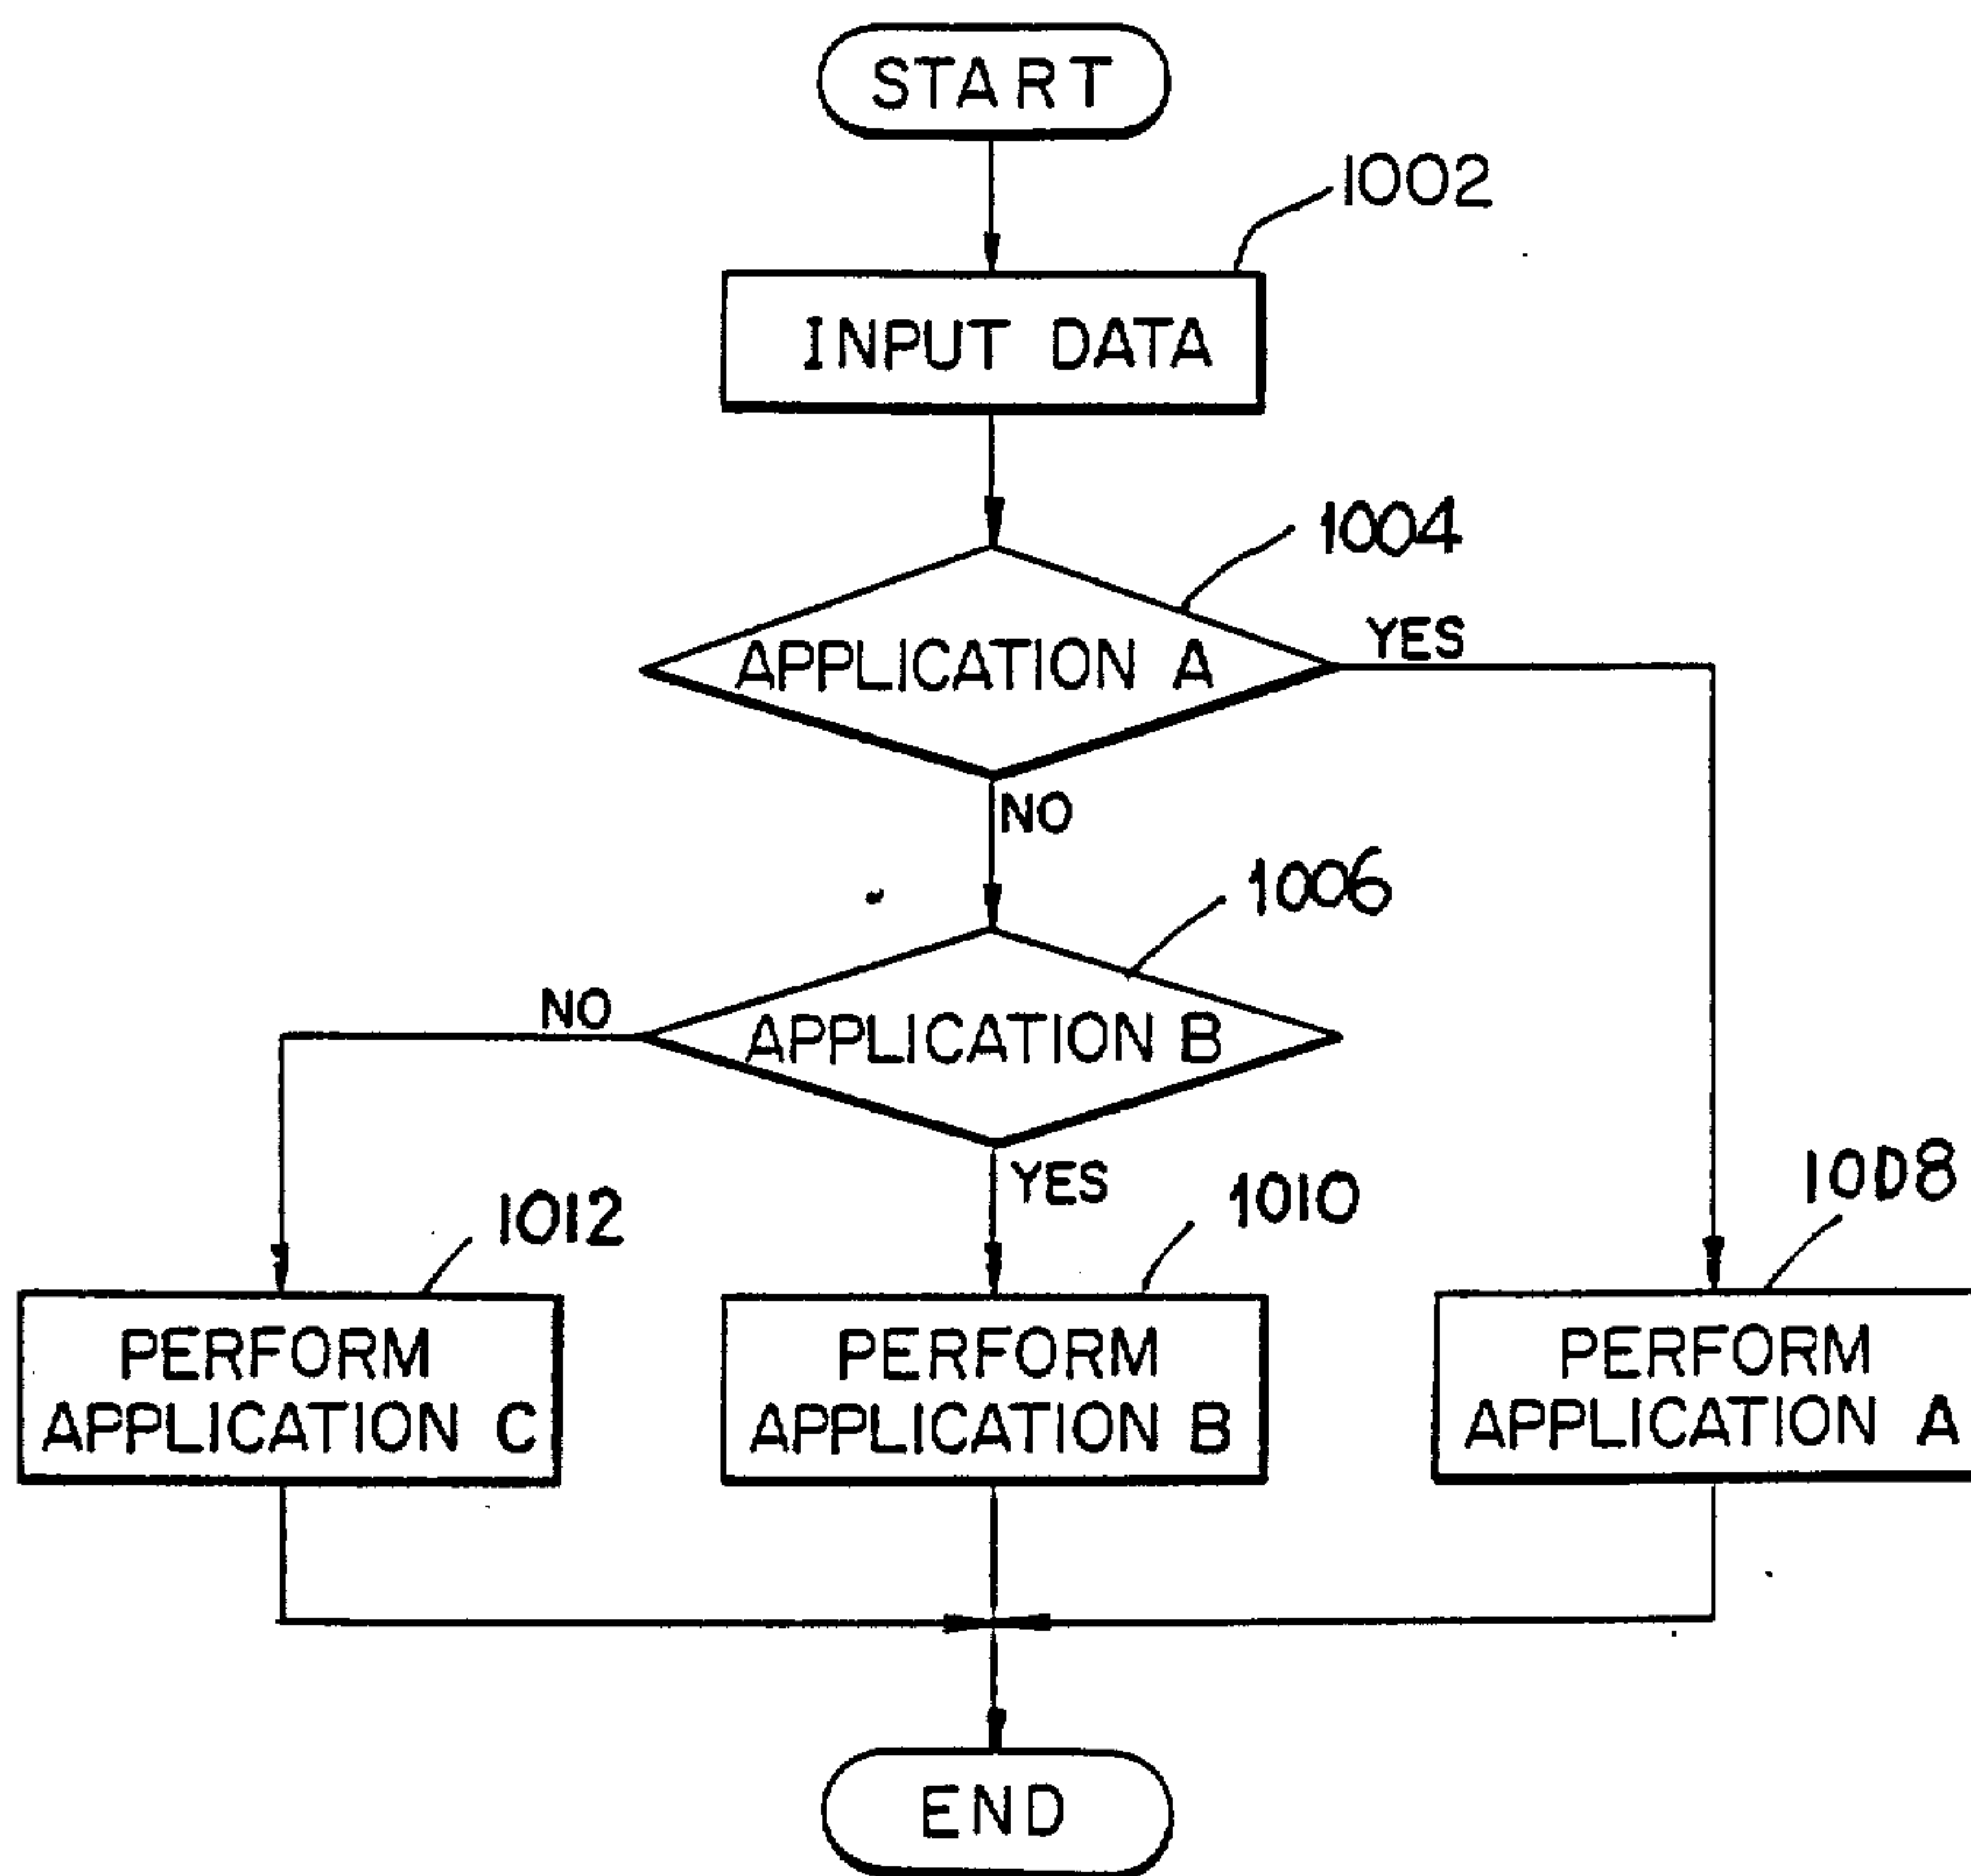 START
1002
INPUT DATA
1004
APPLICATION A
YES
NO
1006
NO
APPLICATION B
YES
1012
1010
1008
PERFORM
APPLICATION C
PERFORM
APPLICATION B
PERFORM
APPLICATION A
END